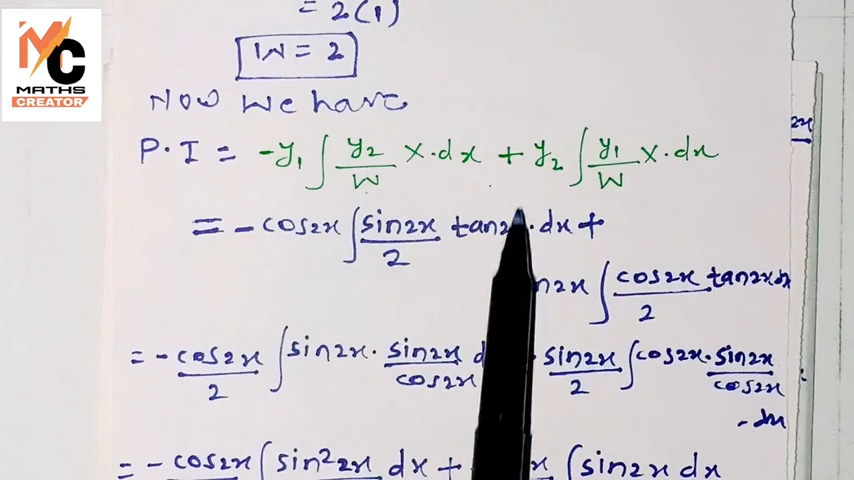 = 2(1)
W = 2
MC
MATHS
CREATOR
Now we have
P.I = -y₁ ∫ y₂/W X.dx + y₂ ∫ y₁/W X.dx
= -cos2x ∫ sin2x/2 tan2x.dx +
∫ cos2x/2 tan2x dx
= -cos2x/2 ∫ sin2x. sin2x/cos2x sin2x/2 ∫ cos2x. sin2x/cos2x
.dx
= -cos2x ∫ sin²2x dx + ∫ sin2x dx